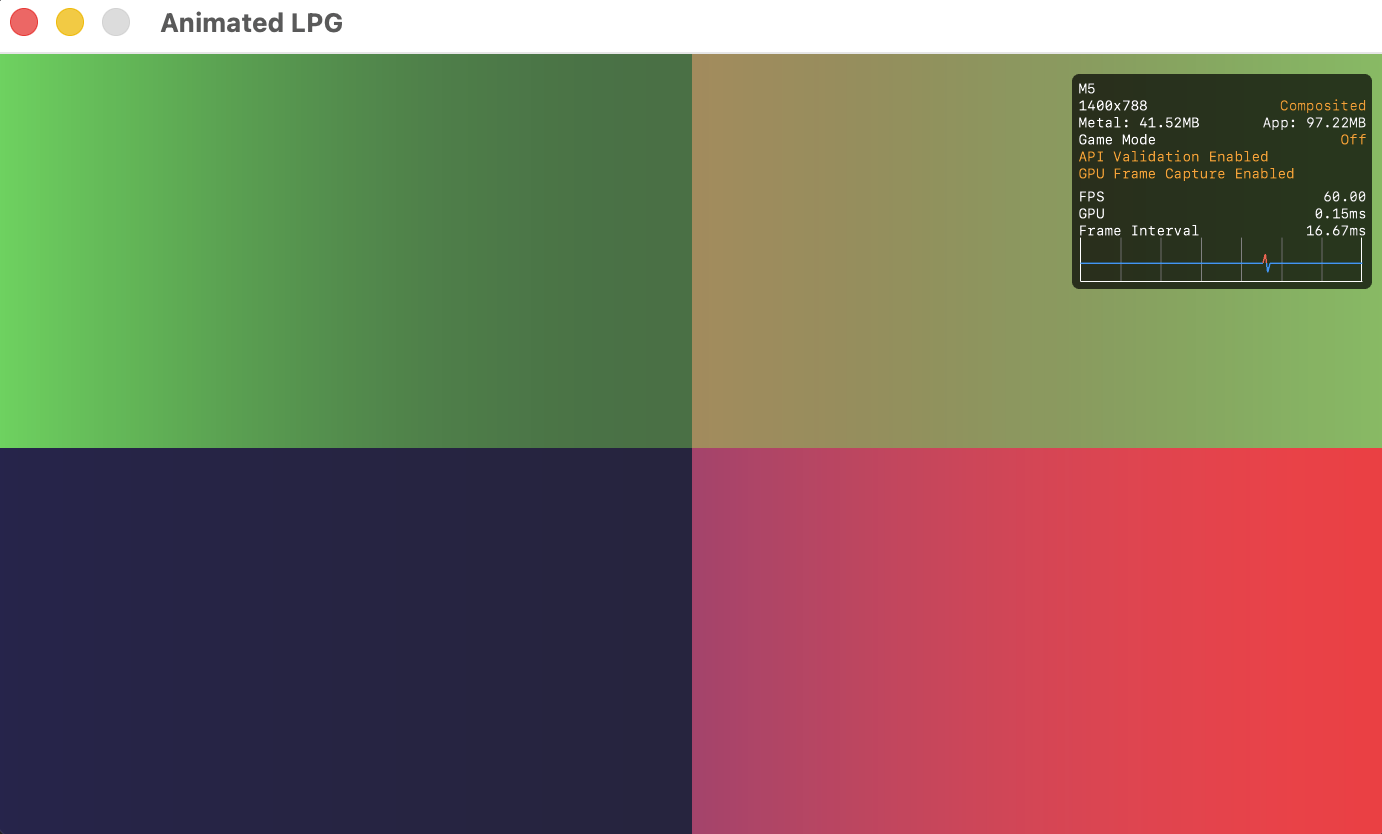 Animated LPG
M5
1400x788 Composited
Metal: 41.52MB App: 97.22MB
Game Mode Off
API Validation Enabled
GPU Frame Capture Enabled
FPS 60.00
GPU 0.15ms
Frame Interval 16.67ms